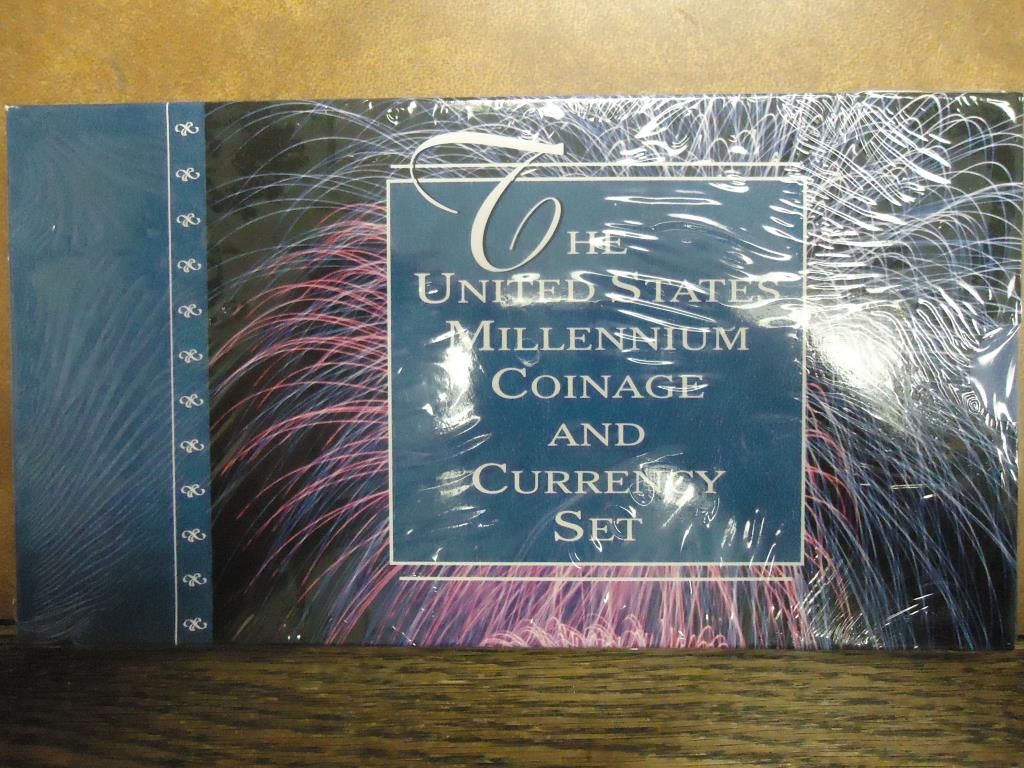 THE
UNITED STATES
MILLENNIUM
COINAGE
AND
CURRENCY
SET